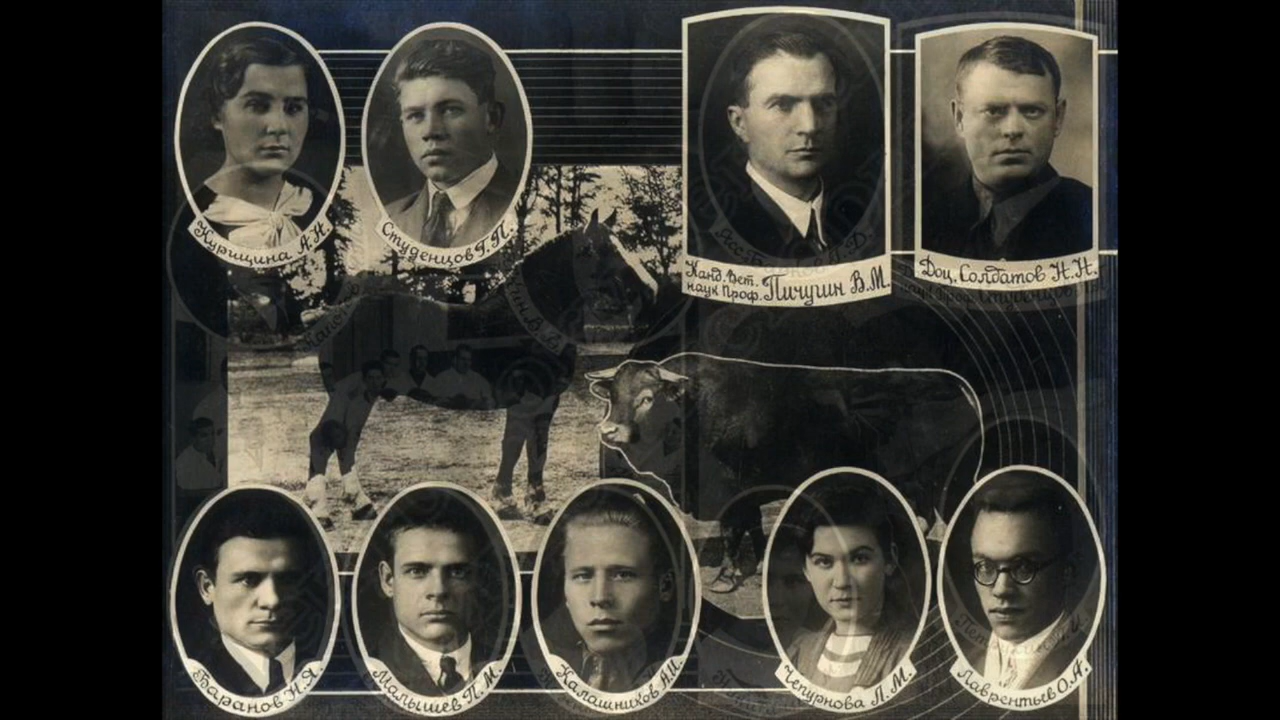 Курицина А.Н.
Студенцов Г.П.
Канд. Вет.
наук Проф. Пичугин В.М.
Доц. Солдатов Н.Н.
Баранов Н.Я.
Малышев П.М.
Калашников А.И.
Чепурнова Л.М.
Лаврентьев О.А.